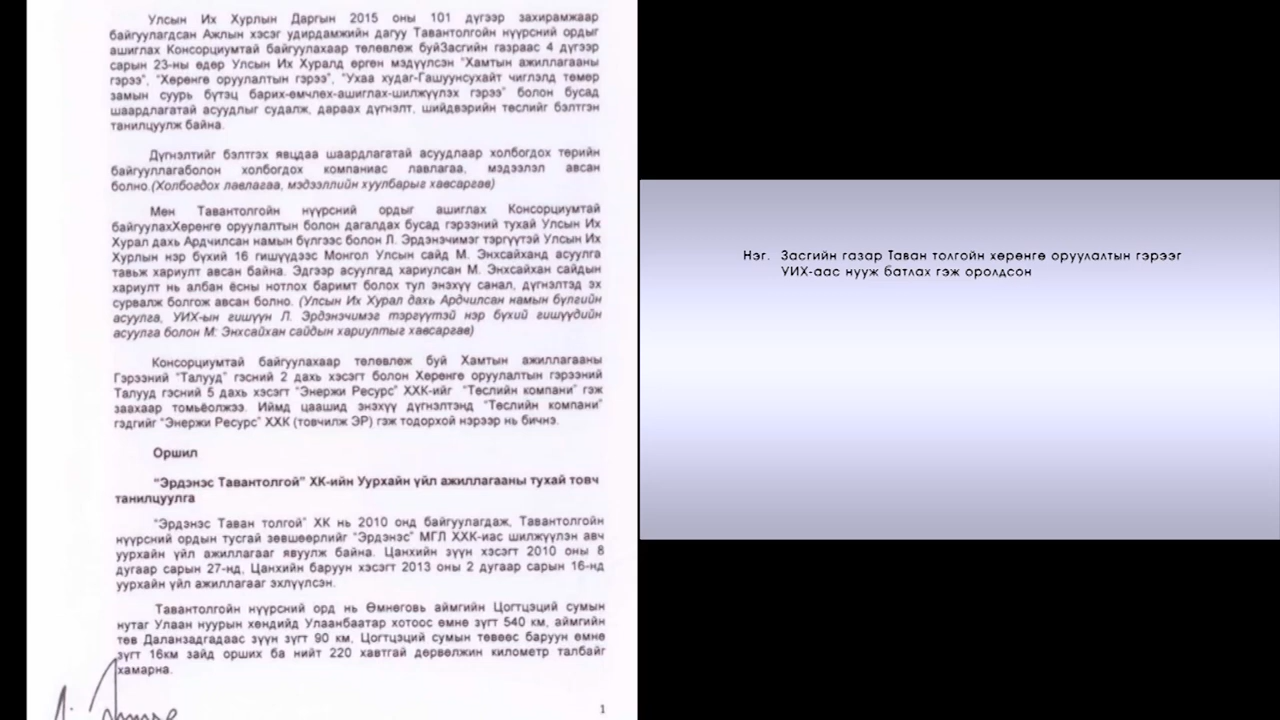 Улсын Их Хурлын Даргын 2015 оны 101 дүгээр захирамжаар
байгуулагдсан Ажлын хэсэг удирдамжийн дагуу Тавантолгойн нүүрсний ордыг
ашиглах Консорциумтай байгуулахаар төлөвлөж буйЗасгийн газраас 4 дүгээр
сарын 23-ны өдөр Улсын Их Хуралд өргөн мэдүүлсэн "Хамтын ажиллагааны
гэрээ", "Хөрөнгө оруулалтын гэрээ", "Ухаа худаг-Гашуунсухайт чиглэлд төмөр
замын суурь бүтэц барих-өмчлөх-ашиглах-шилжүүлэх гэрээ" болон бусад
шаардлагатай асуудлыг судалж, дараах дүгнэлт, шийдвэрийн төслийг бэлтгэн
танилцуулж байна.
Дүгнэлтийг бэлтгэх явцдаа шаардлагатай асуудлаар холбогдох төрийн
байгууллагаболон холбогдох компаниас лавлагаа, мэдээлэл авсан
болно.(Холбогдох лавлагаа, мэдээллийн хуулбарыг хавсаргав)
Мөн Тавантолгойн нүүрсний ордыг ашиглах Консорциумтай
байгуулахХөрөнгө оруулалтын болон дагалдах бусад гэрээний тухай Улсын Их
Хурал дахь Ардчилсан намын бүлгээс болон Л. Эрдэнэчимэг тэргүүтэй Улсын Их
Хурлын нэр бүхий 16 гишүүдээс Монгол Улсын сайд М. Энхсайханд асуулга
тавьж хариулт авсан байна. Эдгээр асуулгад хариулсан М. Энхсайхан сайдын
хариулт нь албан ёсны нотлох баримт болох тул энэхүү санал, дүгнэлтэд эх
сурвалж болгож авсан болно. (Улсын Их Хурал дахь Ардчилсан намын бүлгийн
асуулга, УИХ-ын гишүүн Л. Эрдэнэчимэг тэргүүтэй нэр бүхий гишүүдийн
асуулга болон М. Энхсайхан сайдын хариултыг хавсаргав)
Консорциумтай байгуулахаар төлөвлөж буй Хамтын ажиллагааны
Гэрээний "Талууд" гэсний 2 дахь хэсэгт болон Хөрөнгө оруулалтын гэрээний
Талууд гэсний 5 дахь хэсэгт "Энержи Ресурс" ХХК-ийг "Төслийн компани" гэж
заахаар томьёолжээ. Иймд цаашид энэхүү дүгнэлтэнд "Төслийн компани"
гэдгийг "Энержи Ресурс" ХХК (товчилж ЭР) гэж тодорхой нэрээр нь бичнэ.
Оршил
"Эрдэнэс Тавантолгой" ХК-ийн Уурхайн үйл ажиллагааны тухай товч
танилцуулга
"Эрдэнэс Таван толгой" ХК нь 2010 онд байгуулагдаж, Тавантолгойн
нүүрсний ордын тусгай зөвшөөрлийг "Эрдэнэс" МГЛ ХХК-иас шилжүүлэн авч
уурхайн үйл ажиллагааг явуулж байна. Цанхийн зүүн хэсэгт 2010 оны 8
дугаар сарын 27-нд, Цанхийн баруун хэсэгт 2013 оны 2 дугаар сарын 16-нд
уурхайн үйл ажиллагааг эхлүүлсэн.
Тавантолгойн нүүрсний орд нь Өмнөговь аймгийн Цогтцэций сумын
нутаг Улаан нуурын хөндийд Улаанбаатар хотоос өмнө зүгт 540 км, аймгийн
төв Даланзадгадаас зүүн зүгт 90 км, Цогтцэций сумын төвөөс баруун өмнө
зүгт 16км зайд орших ба нийт 220 хавтгай дөрвөлжин километр талбайг
хамарна.
1
Нэг. Засгийн газар Таван толгойн хөрөнгө оруулалтын гэрээг
УИХ-аас нууж батлах гэж оролдсон